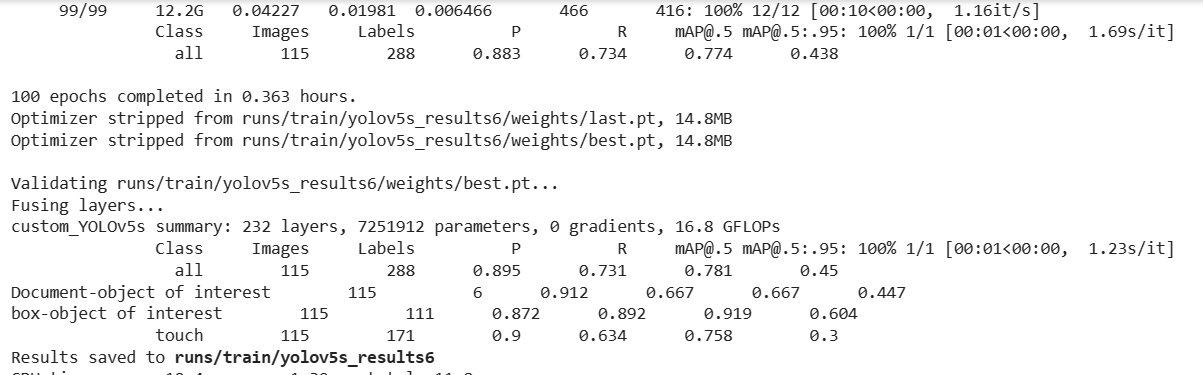 99/99 12.2G 0.04227 0.01981 0.006466 466 416: 100% 12/12 [00:10<00:00, 1.16it/s]
Class Images Labels P R mAP@.5 mAP@.5:.95: 100% 1/1 [00:01<00:00, 1.69s/it]
all 115 288 0.883 0.734 0.774 0.438
100 epochs completed in 0.363 hours.
Optimizer stripped from runs/train/yolov5s_results6/weights/last.pt, 14.8MB
Optimizer stripped from runs/train/yolov5s_results6/weights/best.pt, 14.8MB
Validating runs/train/yolov5s_results6/weights/best.pt...
Fusing layers...
custom_YOLOv5s summary: 232 layers, 7251912 parameters, 0 gradients, 16.8 GFLOPs
Class Images Labels P R mAP@.5 mAP@.5:.95: 100% 1/1 [00:01<00:00, 1.23s/it]
all 115 288 0.895 0.731 0.781 0.45
Document-object of interest 115 6 0.912 0.667 0.667 0.447
box-object of interest 115 111 0.872 0.892 0.919 0.604
touch 115 171 0.9 0.634 0.758 0.3
Results saved to runs/train/yolov5s_results6